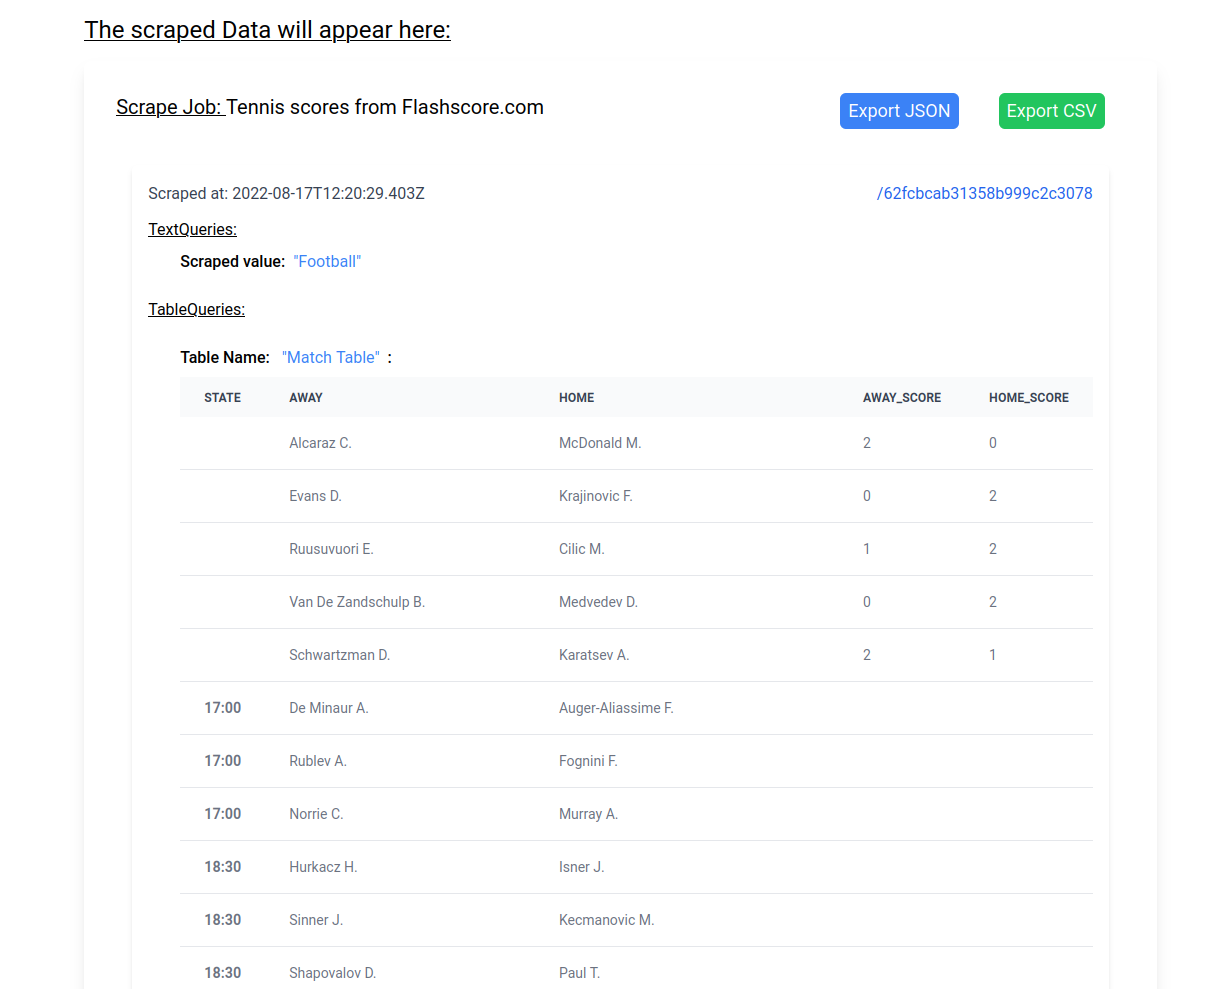 The scraped Data will appear here:
Scrape Job: Tennis scores from Flashscore.com
Export JSON
Export CSV
Scraped at: 2022-08-17T12:20:29.403Z
/62fcbcab31358b999c2c3078
TextQueries:
Scraped value: "Football"
TableQueries:
Table Name: "Match Table" :
STATE AWAY HOME AWAY_SCORE HOME_SCORE
Alcaraz C. McDonald M. 2 0
Evans D. Krajinovic F. 0 2
Ruusuvuori E. Cilic M. 1 2
Van De Zandschulp B. Medvedev D. 0 2
Schwartzman D. Karatsev A. 2 1
17:00 De Minaur A. Auger-Aliassime F.
17:00 Rublev A. Fognini F.
17:00 Norrie C. Murray A.
18:30 Hurkacz H. Isner J.
18:30 Sinner J. Kecmanovic M.
18:30 Shapovalov D. Paul T.